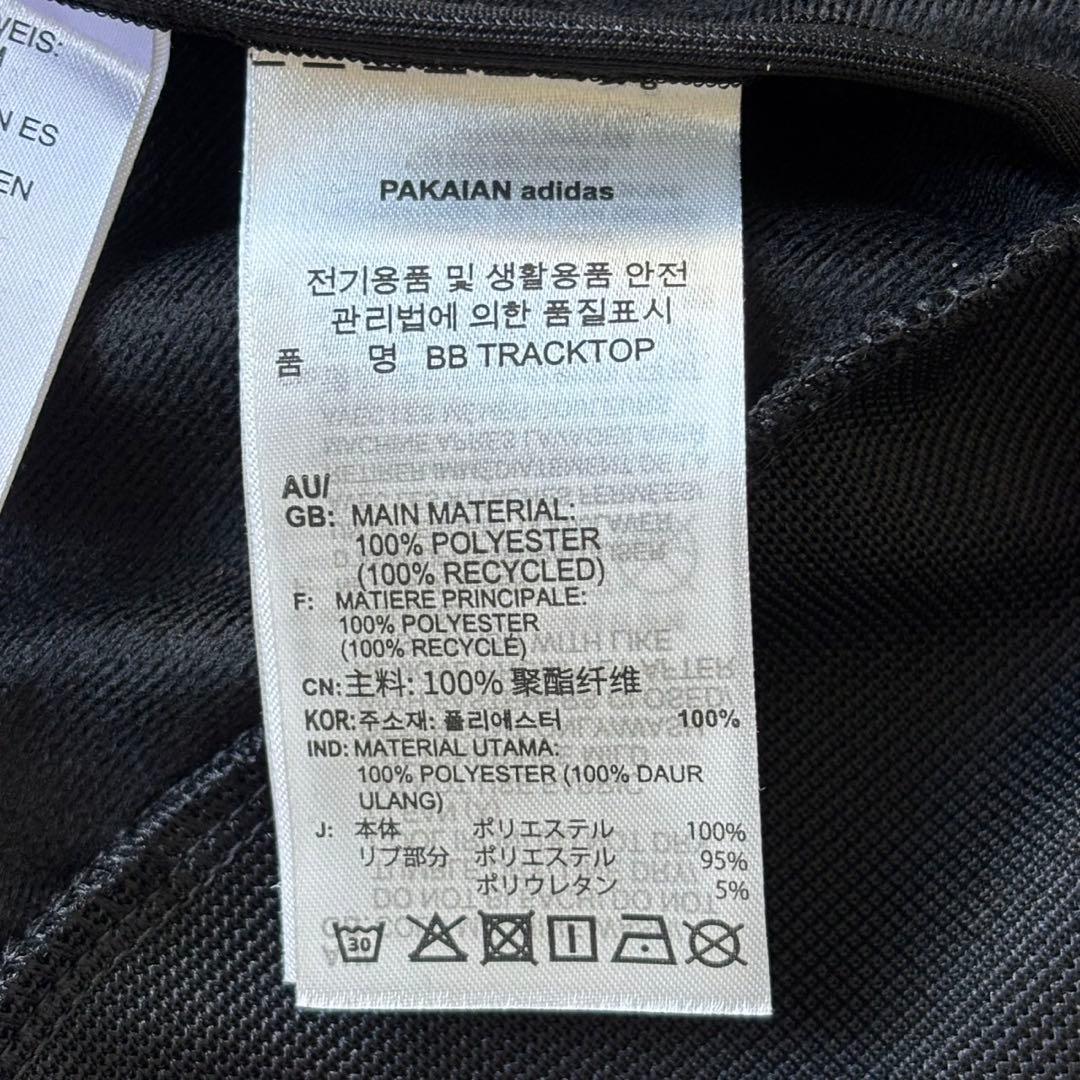 EIS:
N ES
EN
PAKAIAN adidas
전기용품 및 생활용품 안전
관리법에 의한 품질표시
품 명 BB TRACKTOP
AU/
GB: MAIN MATERIAL:
100% POLYESTER
(100% RECYCLED)
F: MATIERE PRINCIPALE:
100% POLYESTER
(100% RECYCLÉ)
CN: 主料: 100% 聚酯纤维
KOR: 주소재: 폴리에스터 100%
IND: MATERIAL UTAMA:
100% POLYESTER (100% DAUR
ULANG)
J: 本体 ポリエステル 100%
リブ部分 ポリエステル 95%
ポリウレタン 5%
30